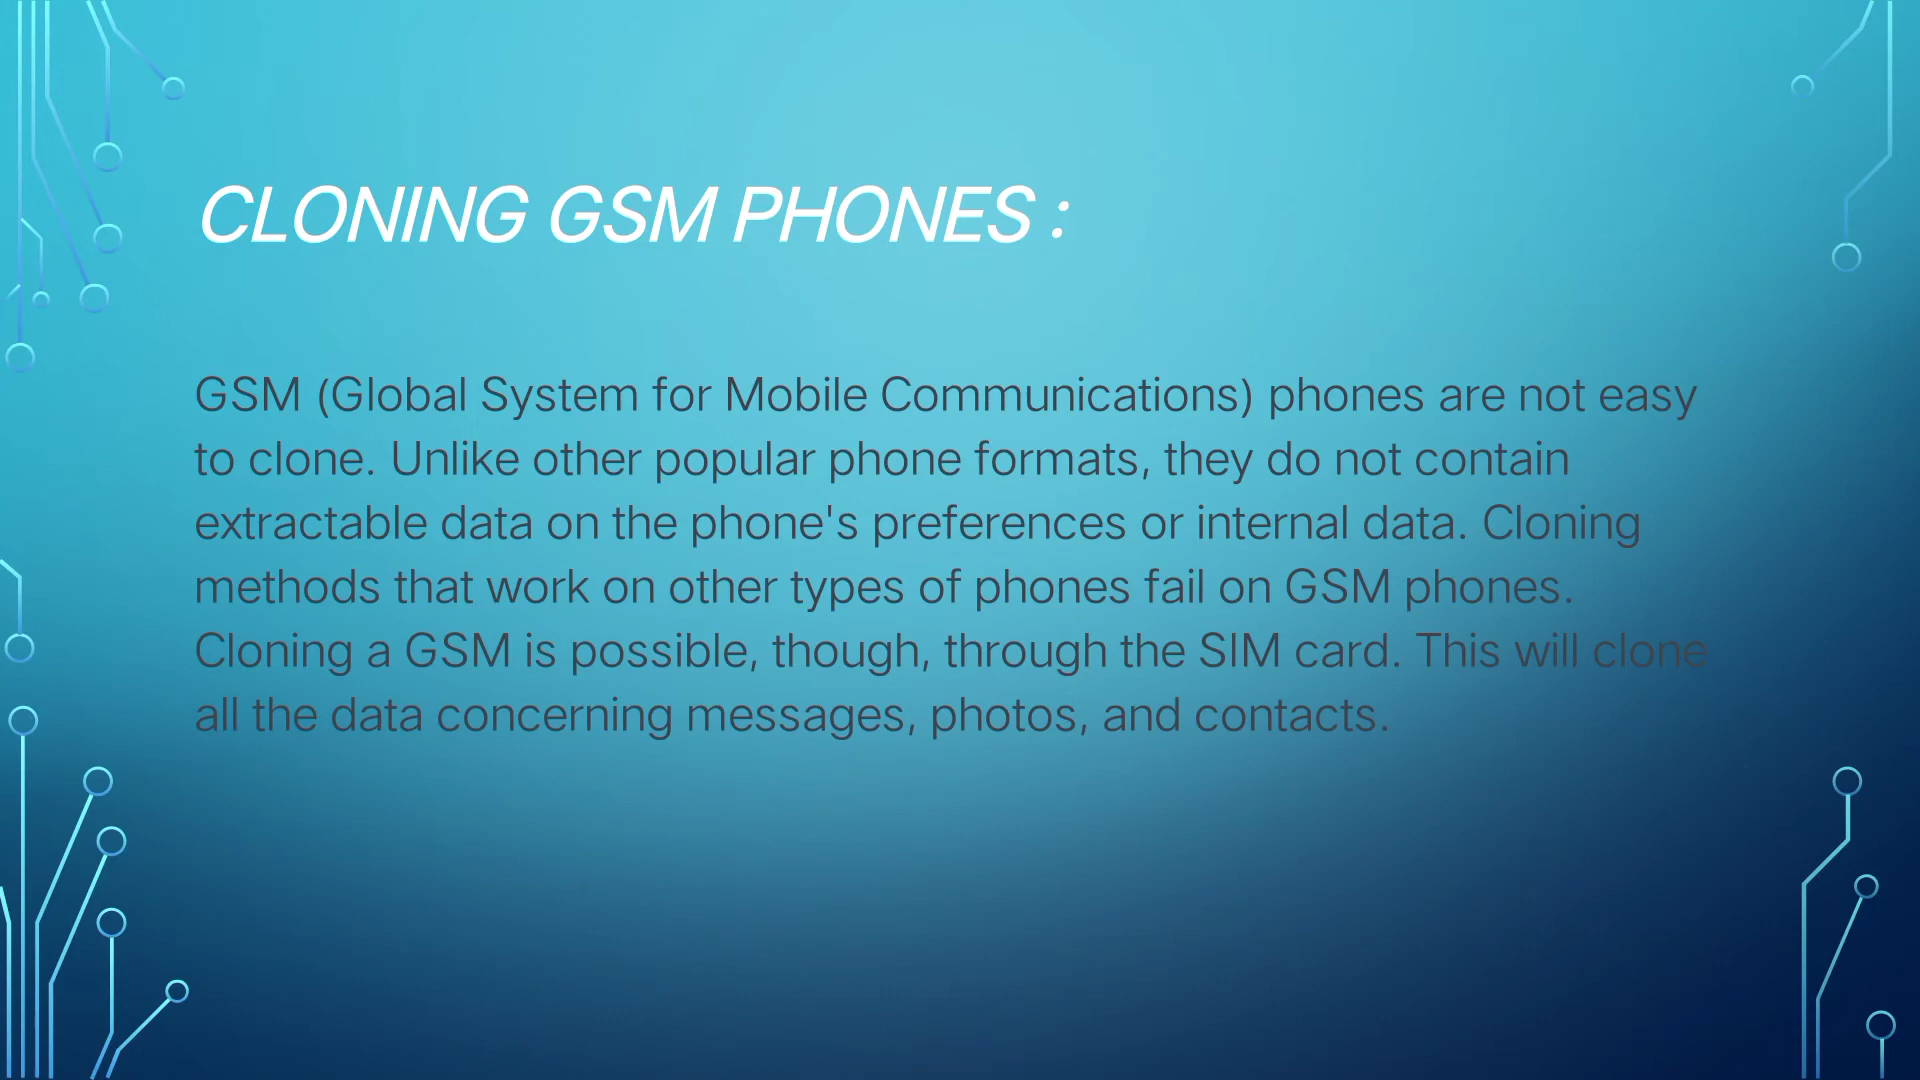 CLONING GSM PHONES :
GSM (Global System for Mobile Communications) phones are not easy
to clone. Unlike other popular phone formats, they do not contain
extractable data on the phone's preferences or internal data. Cloning
methods that work on other types of phones fail on GSM phones.
Cloning a GSM is possible, though, through the SIM card. This will clone
all the data concerning messages, photos, and contacts.